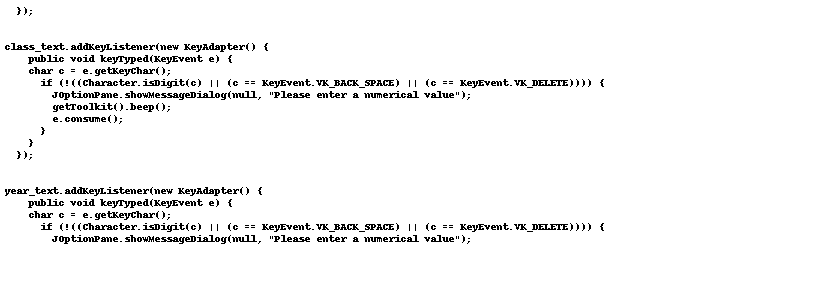 });
class_text.addKeyListener(new KeyAdapter() {
public void keyTyped(KeyEvent e) {
char c = e.getKeyChar();
if (!((Character.isDigit(c) || (c == KeyEvent.VK_BACK_SPACE) || (c == KeyEvent.VK_DELETE)))) {
JOptionPane.showMessageDialog(null, "Please enter a numerical value");
getToolkit().beep();
e.consume();
}
}
});
year_text.addKeyListener(new KeyAdapter() {
public void keyTyped(KeyEvent e) {
char c = e.getKeyChar();
if (!((Character.isDigit(c) || (c == KeyEvent.VK_BACK_SPACE) || (c == KeyEvent.VK_DELETE)))) {
JOptionPane.showMessageDialog(null, "Please enter a numerical value");